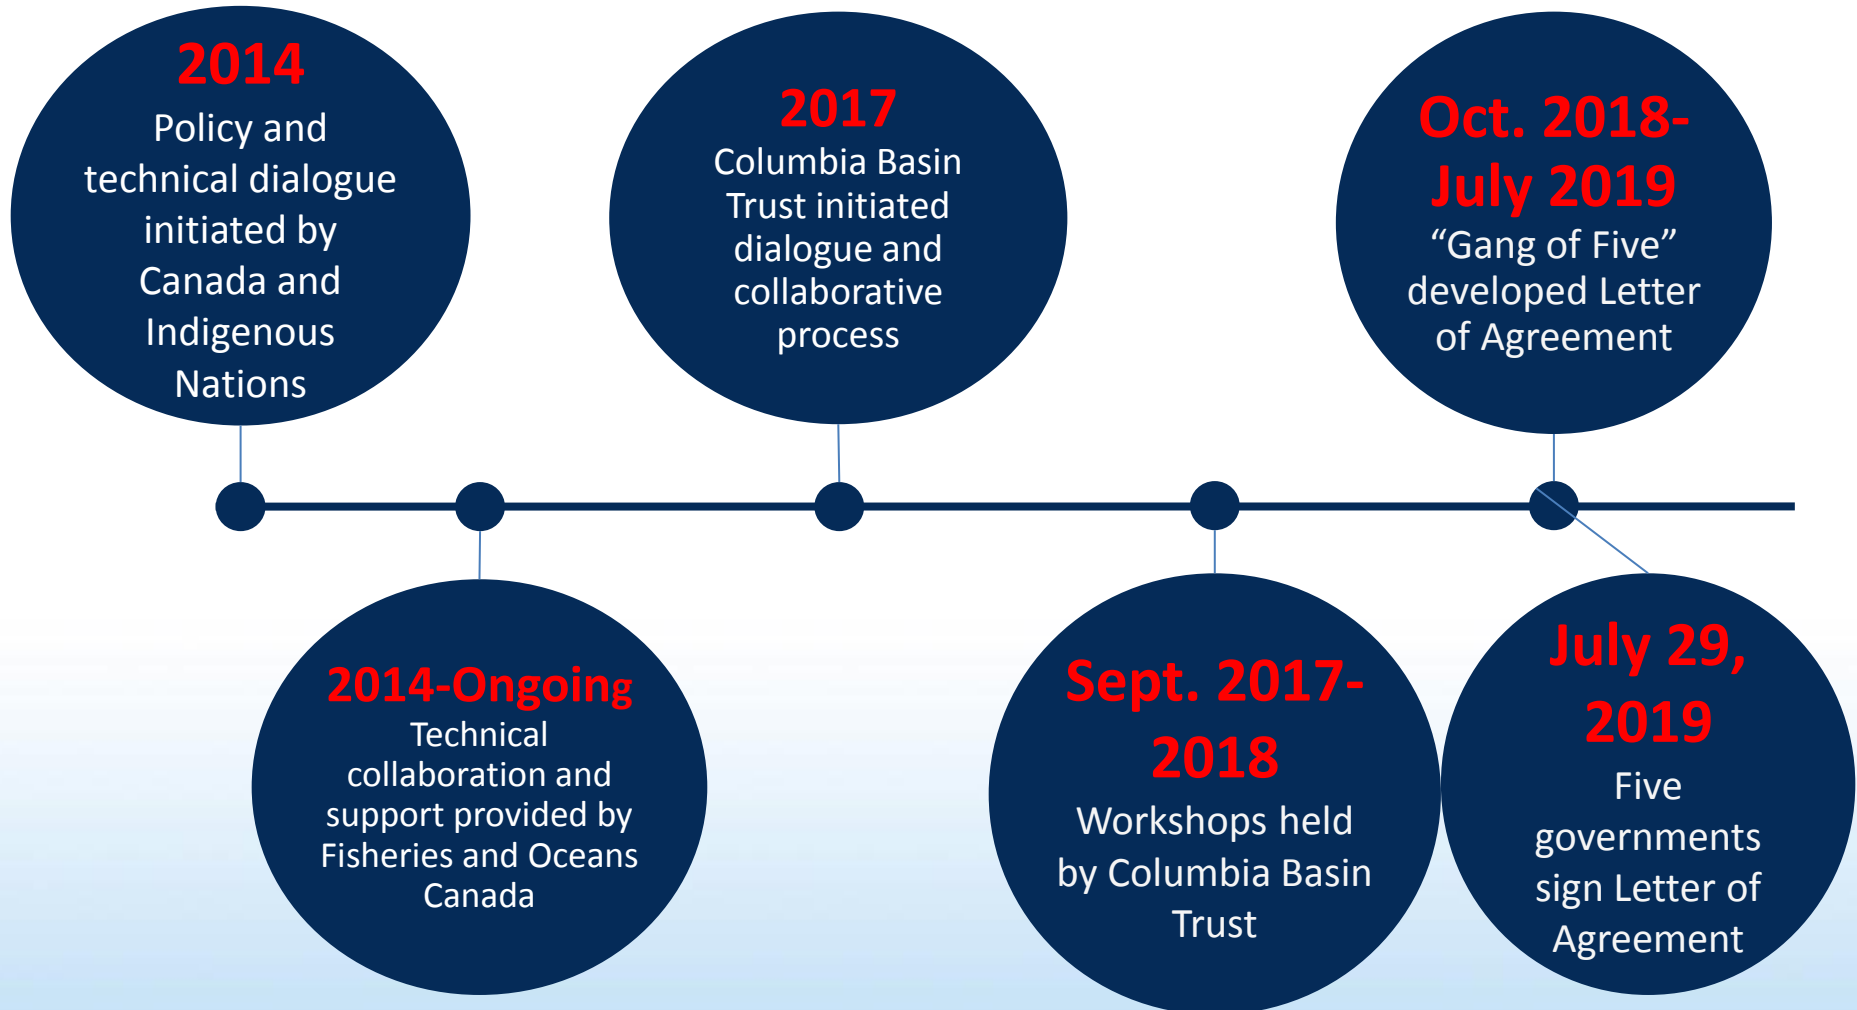 2014
Policy and
technical dialogue
initiated by
Canada and
Indigenous
Nations
2014-Ongoing
Technical
collaboration and
support provided by
Fisheries and Oceans
Canada
2017
Columbia Basin
Trust initiated
dialogue and
collaborative
process
Sept. 2017-
2018
Workshops held
by Columbia Basin
Trust
Oct. 2018-
July 2019
“Gang of Five”
developed Letter
of Agreement
July 29,
2019
Five
governments
sign Letter of
Agreement